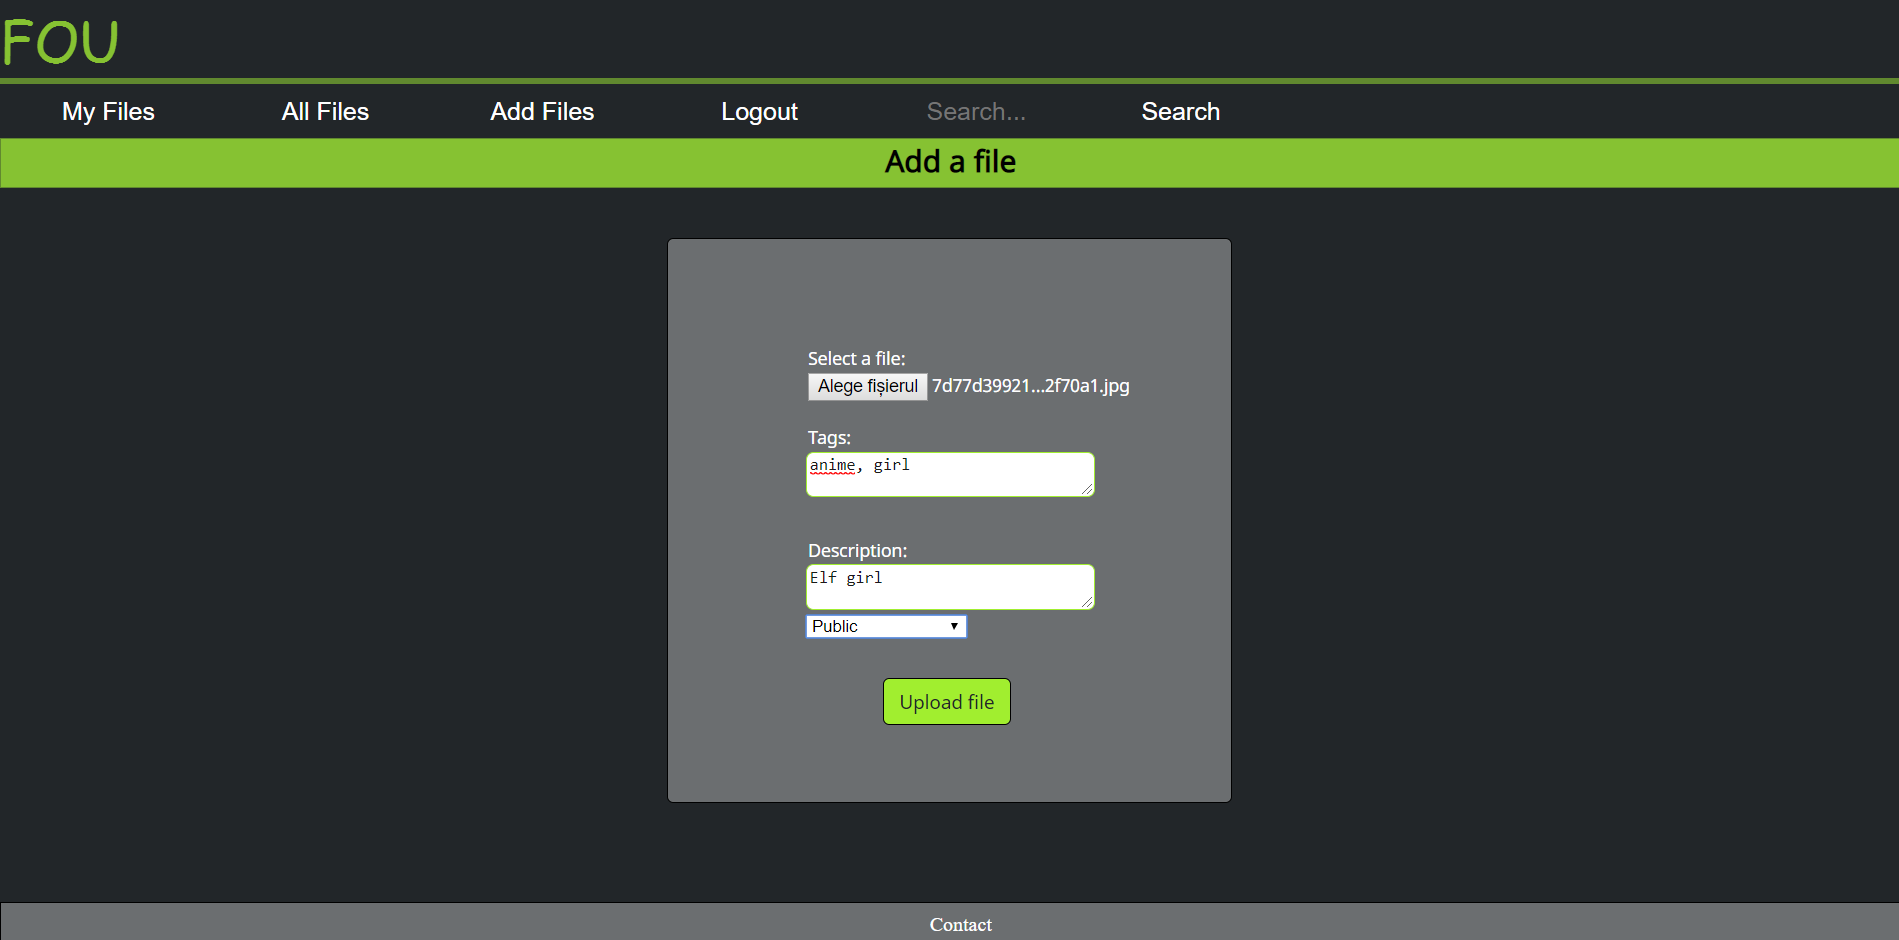 FOU
My Files All Files Add Files Logout Search... Search
Add a file
Select a file:
Alege fișierul 7d77d39921...2f70a1.jpg
Tags:
anime, girl
Description:
Elf girl
Public
Upload file
Contact